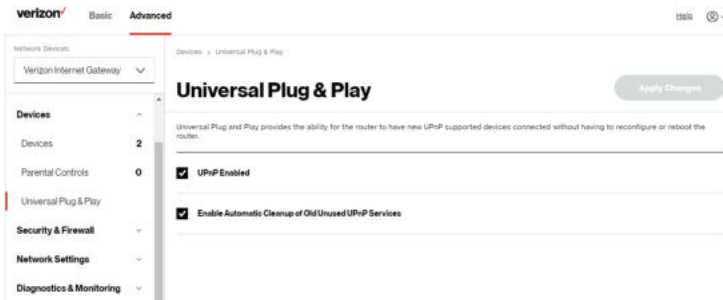 verizon
Basic
Advanced
Help
Network Devices:
Verizon Internet Gateway
Devices
Devices 2
Parental Controls 0
Universal Plug & Play
Security & Firewall
Network Settings
Diagnostics & Monitoring
Devices > Universal Plug & Play
Universal Plug & Play
Apply Changes
Universal Plug and Play provides the ability for the router to have new UPnP supported devices connected without having to reconfigure or reboot the
router.
UPnP Enabled
Enable Automatic Cleanup of Old Unused UPnP Services